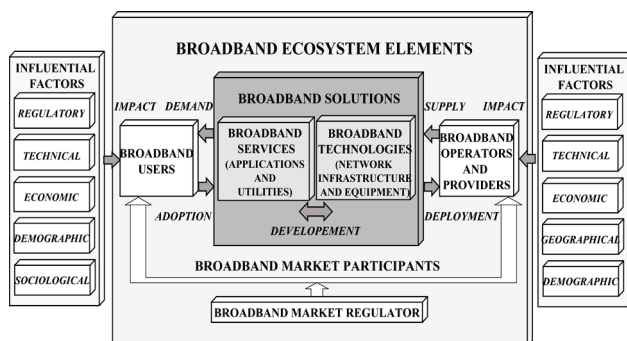 BROADBAND ECOSYSTEM ELEMENTS
INFLUENTIAL
FACTORS
REGULATORY
TECHNICAL
ECONOMIC
DEMOGRAPHIC
SOCIOLOGICAL
IMPACT
DEMAND
BROADBAND
USERS
ADOPTION
BROADBAND SOLUTIONS
BROADBAND
SERVICES
(APPLICATIONS
AND
UTILITIES)
BROADBAND
TECHNOLOGIES
(NETWORK
INFRASTRUCTURE
AND EQUIPMENT)
DEVELOPEMENT
SUPPLY
IMPACT
BROADBAND
OPERATORS
AND
PROVIDERS
DEPLOYMENT
BROADBAND MARKET PARTICIPANTS
BROADBAND MARKET REGULATOR
INFLUENTIAL
FACTORS
REGULATORY
TECHNICAL
ECONOMIC
GEOGRAPHICAL
DEMOGRAPHIC